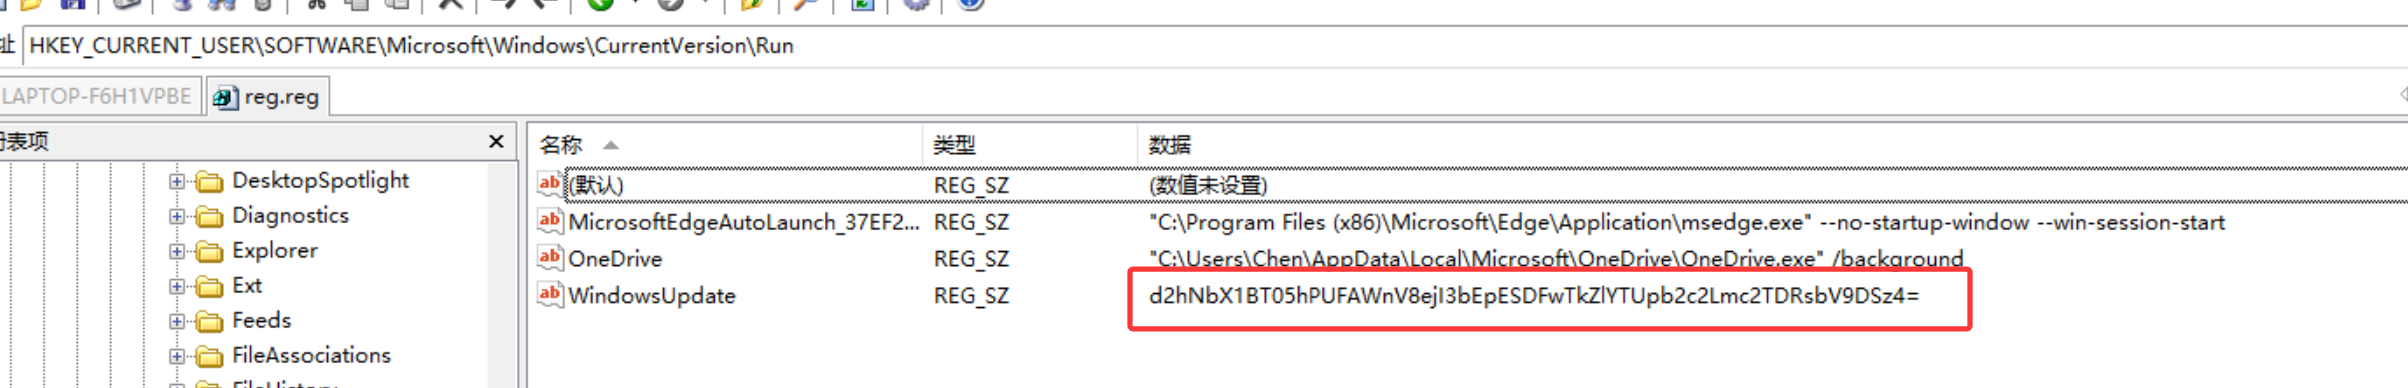 址 HKEY_CURRENT_USER\SOFTWARE\Microsoft\Windows\CurrentVersion\Run
LAPTOP-F6H1VPBE reg.reg
册表项
名称 类型 数据
DesktopSpotlight
(默认) REG_SZ (数值未设置)
Diagnostics
MicrosoftEdgeAutoLaunch_37EF2... REG_SZ "C:\Program Files (x86)\Microsoft\Edge\Application\msedge.exe" --no-startup-window --win-session-start
Explorer
OneDrive REG_SZ "C:\Users\Chen\AppData\Local\Microsoft\OneDrive\OneDrive.exe" /background
Ext
WindowsUpdate REG_SZ d2hNbX1BT05hPUFAWnV8ejI3bEpESDFwTkZlYTUpb2c2Lmc2TDRsbV9DSz4=
Feeds
FileAssociations
FileHistory